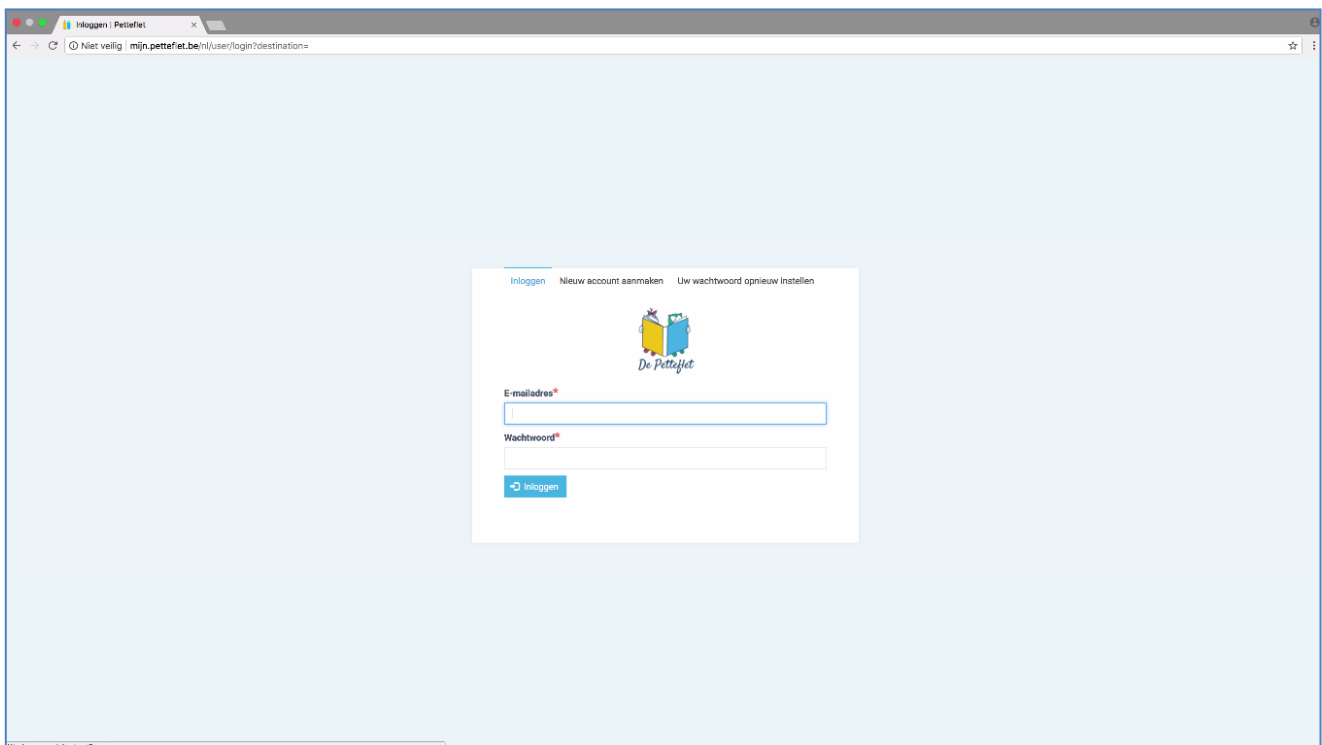 Inloggen | Petteflet
Niet veilig | mijn.petteflet.be/nl/user/login?destination=
Inloggen Nieuw account aanmaken Uw wachtwoord opnieuw instellen
De Petteflet
E-mailadres*
Wachtwoord*
Inloggen